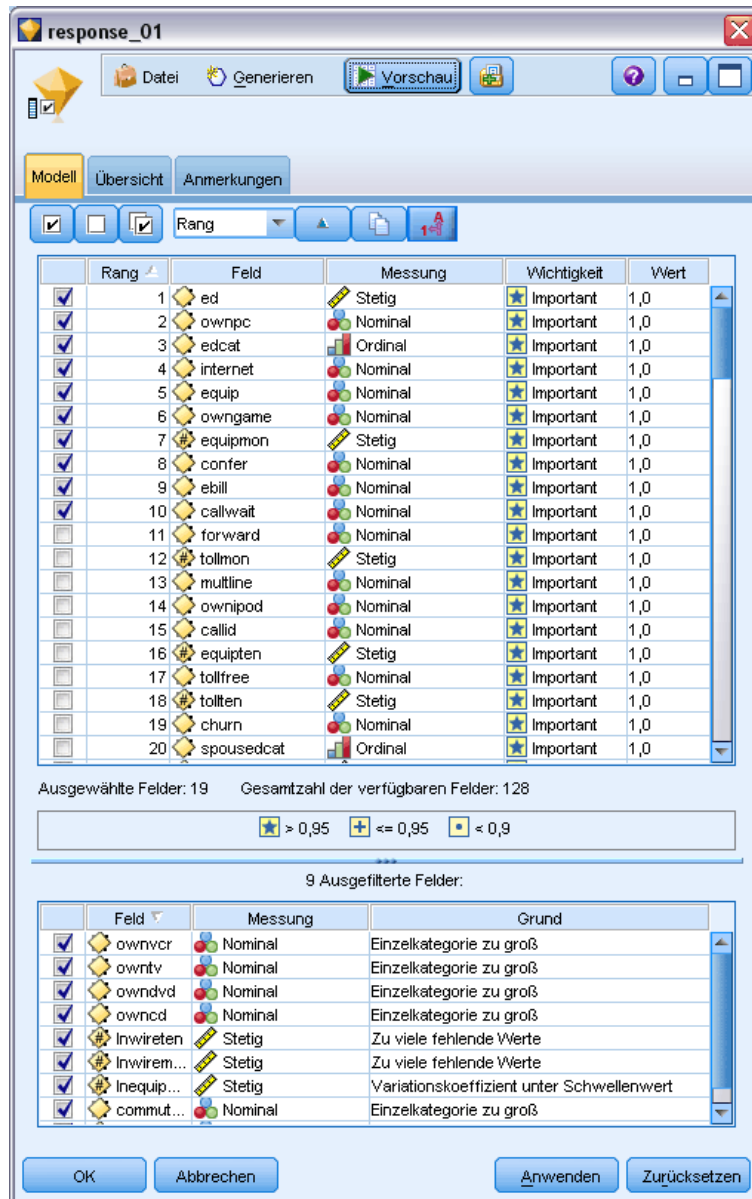 response_01
Datei Generieren Vorschau
Modell Übersicht Anmerkungen
Rang
Rang Feld Messung Wichtigkeit Wert
1 ed Stetig Important 1,0
2 ownpc Nominal Important 1,0
3 edcat Ordinal Important 1,0
4 internet Nominal Important 1,0
5 equip Nominal Important 1,0
6 owngame Nominal Important 1,0
7 equipmon Stetig Important 1,0
8 confer Nominal Important 1,0
9 ebill Nominal Important 1,0
10 callwait Nominal Important 1,0
11 forward Nominal Important 1,0
12 tollmon Stetig Important 1,0
13 multline Nominal Important 1,0
14 ownipod Nominal Important 1,0
15 callid Nominal Important 1,0
16 equipten Stetig Important 1,0
17 tollfree Nominal Important 1,0
18 tollten Stetig Important 1,0
19 churn Nominal Important 1,0
20 spousedcat Ordinal Important 1,0
Ausgewählte Felder: 19 Gesamtzahl der verfügbaren Felder: 128
> 0,95 <= 0,95 < 0,9
9 Ausgefilterte Felder:
Feld Messung Grund
ownvcr Nominal Einzelkategorie zu groß
owntv Nominal Einzelkategorie zu groß
owndvd Nominal Einzelkategorie zu groß
owncd Nominal Einzelkategorie zu groß
lnwireten Stetig Zu viele fehlende Werte
lnwirem... Stetig Zu viele fehlende Werte
lnequip... Stetig Variationskoeffizient unter Schwellenwert
commut... Nominal Einzelkategorie zu groß
OK Abbrechen Anwenden Zurücksetzen